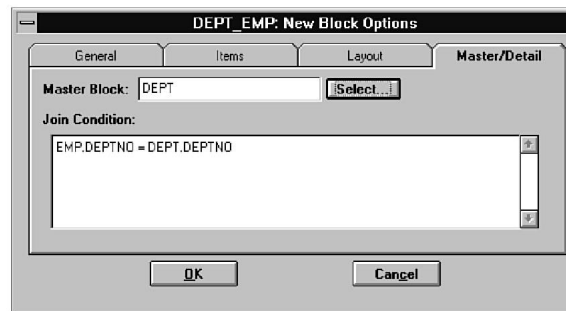 DEPT_EMP: New Block Options
General Items Layout Master/Detail
Master Block: DEPT Select...
Join Condition:
EMP.DEPTNO = DEPT.DEPTNO
OK Cancel